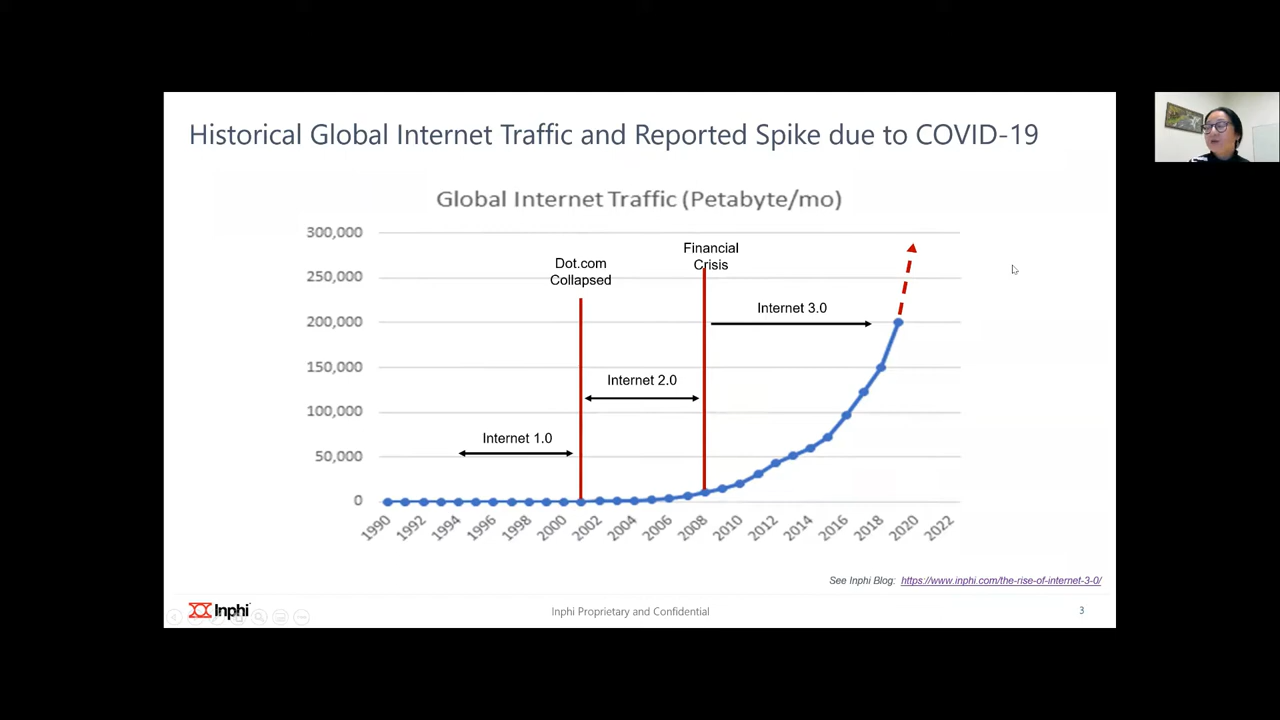 Historical Global Internet Traffic and Reported Spike due to COVID-19
Global Internet Traffic (Petabyte/mo)
300,000
250,000
200,000
150,000
100,000
50,000
0
Dot.com
Collapsed
Financial
Crisis
Internet 3.0
Internet 2.0
Internet 1.0
1990
1992
1994
1996
1998
2000
2002
2004
2006
2008
2010
2012
2014
2016
2018
2020
2022
See Inphi Blog: https://www.inphi.com/the-rise-of-internet-3-0/
Inphi
Inphi Proprietary and Confidential
3